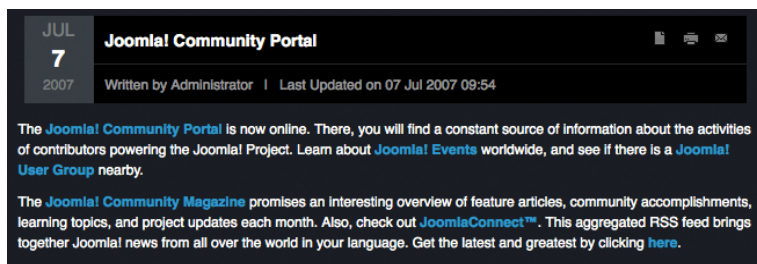 JUL
7
2007
Joomla! Community Portal
Written by Administrator | Last Updated on 07 Jul 2007 09:54
The Joomla! Community Portal is now online. There, you will find a constant source of information about the activities
of contributors powering the Joomla! Project. Learn about Joomla! Events worldwide, and see if there is a Joomla!
User Group nearby.
The Joomla! Community Magazine promises an interesting overview of feature articles, community accomplishments,
learning topics, and project updates each month. Also, check out JoomlaConnect™. This aggregated RSS feed brings
together Joomla! news from all over the world in your language. Get the latest and greatest by clicking here.